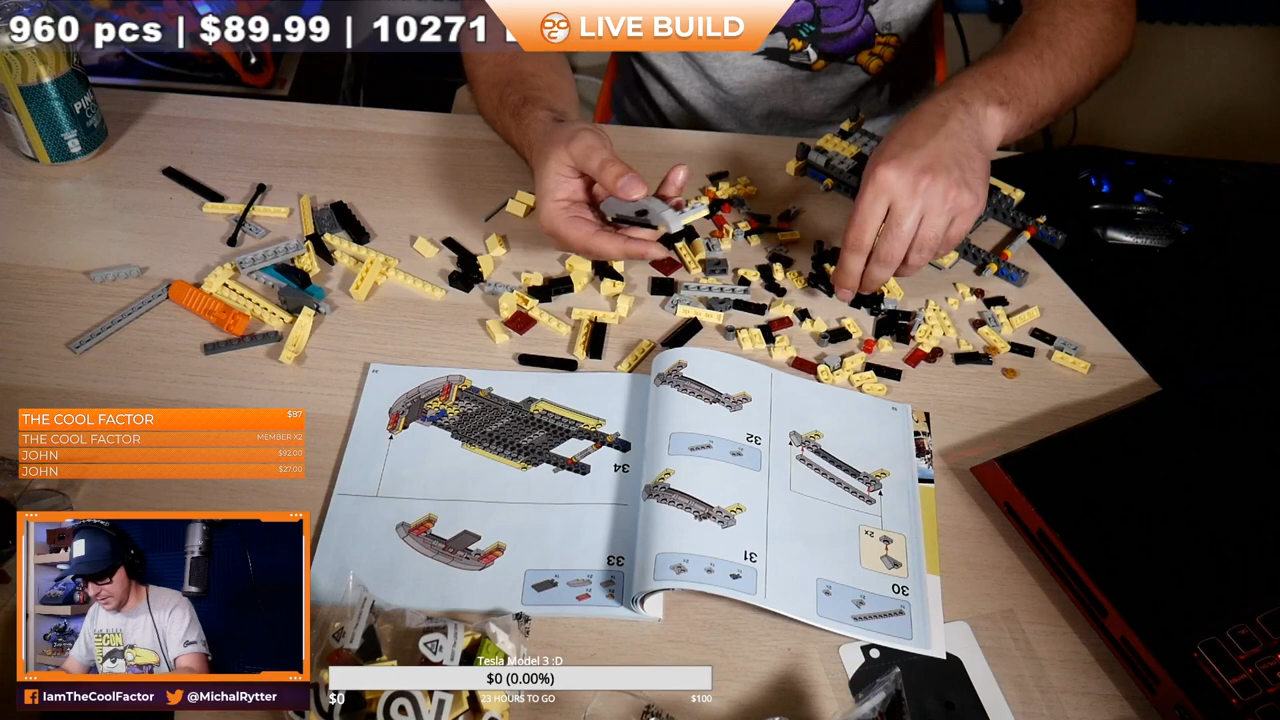 960 pcs | $89.99 | 10271
LIVE BUILD
THE COOL FACTOR $87
THE COOL FACTOR MEMBER X2
JOHN $92.00
JOHN $27.00
34
33
32
31
30
2x
Tesla Model 3 :D
$0 (0.00%)
$0 23 HOURS TO GO $100
IamTheCoolFactor @MichalRytter